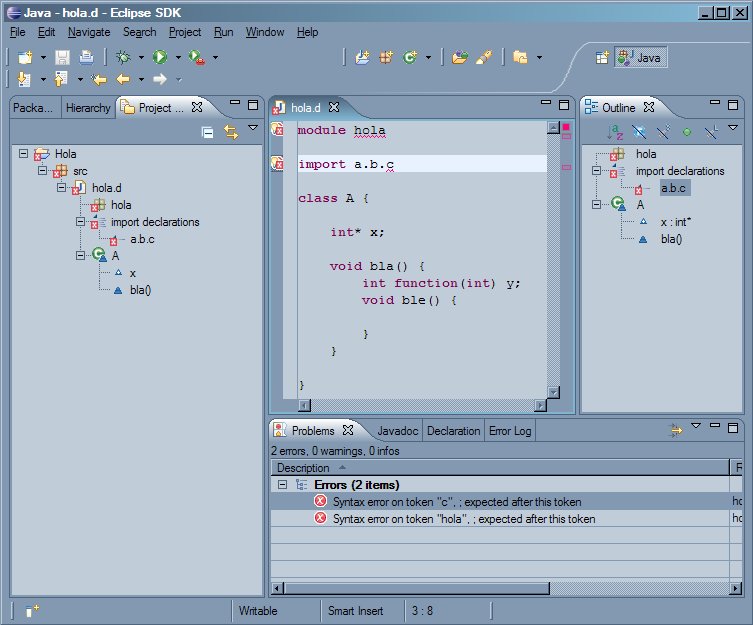 Java - hola.d - Eclipse SDK
File Edit Navigate Search Project Run Window Help
Java
Packa... Hierarchy Project ...
Hola
src
hola.d
hola
import declarations
a.b.c
A
x
bla()
hola.d
module hola
import a.b.c
class A {
int* x;
void bla() {
int function(int) y;
void ble() {
}
}
}
Outline
hola
import declarations
a.b.c
A
x : int*
bla()
Problems Javadoc Declaration Error Log
2 errors, 0 warnings, 0 infos
Description
Errors (2 items)
Syntax error on token "c", ; expected after this token
Syntax error on token "hola", ; expected after this token
Writable Smart Insert 3 : 8